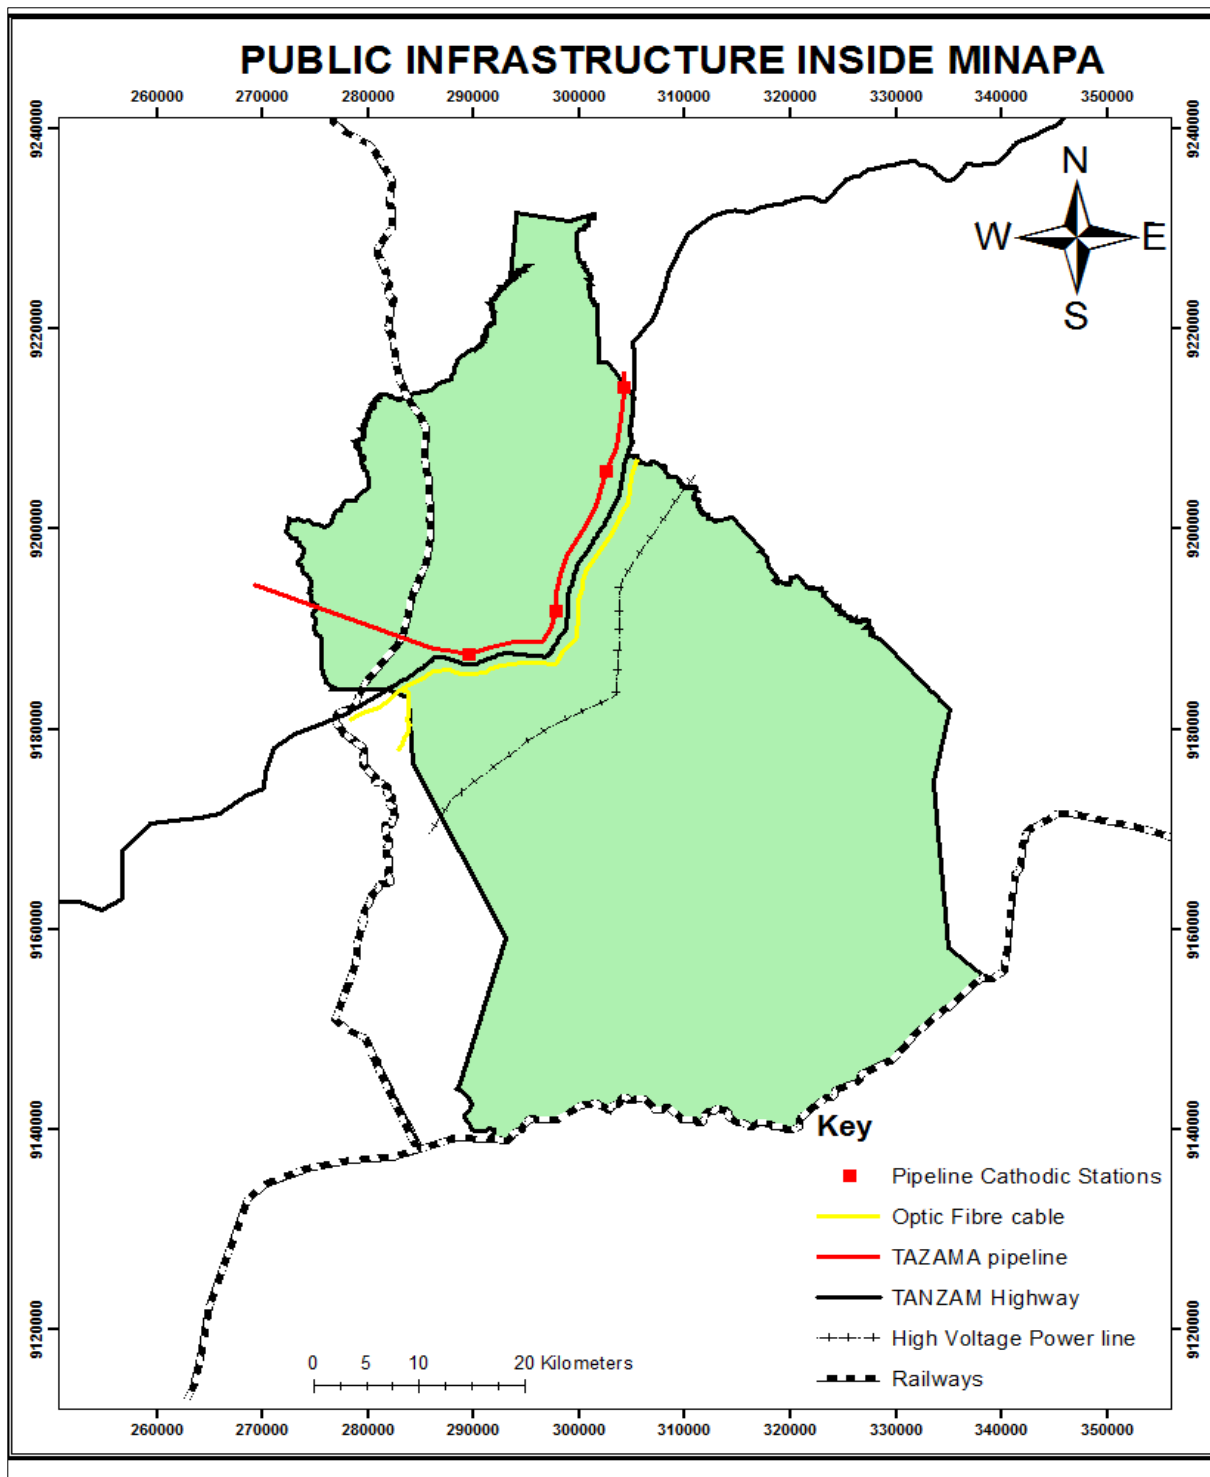 PUBLIC INFRASTRUCTURE INSIDE MINAPA
260000 270000 280000 290000 300000 310000 320000 330000 340000 350000
9240000 9240000
N
W E
S
9220000 9220000
9200000 9200000
9180000 9180000
9160000 9160000
9140000 9140000
Key
Pipeline Cathodic Stations
Optic Fibre cable
TAZAMA pipeline
TANZAM Highway
9120000 9120000
High Voltage Power line
0 5 10 20 Kilometers
Railways
260000 270000 280000 290000 300000 310000 320000 330000 340000 350000